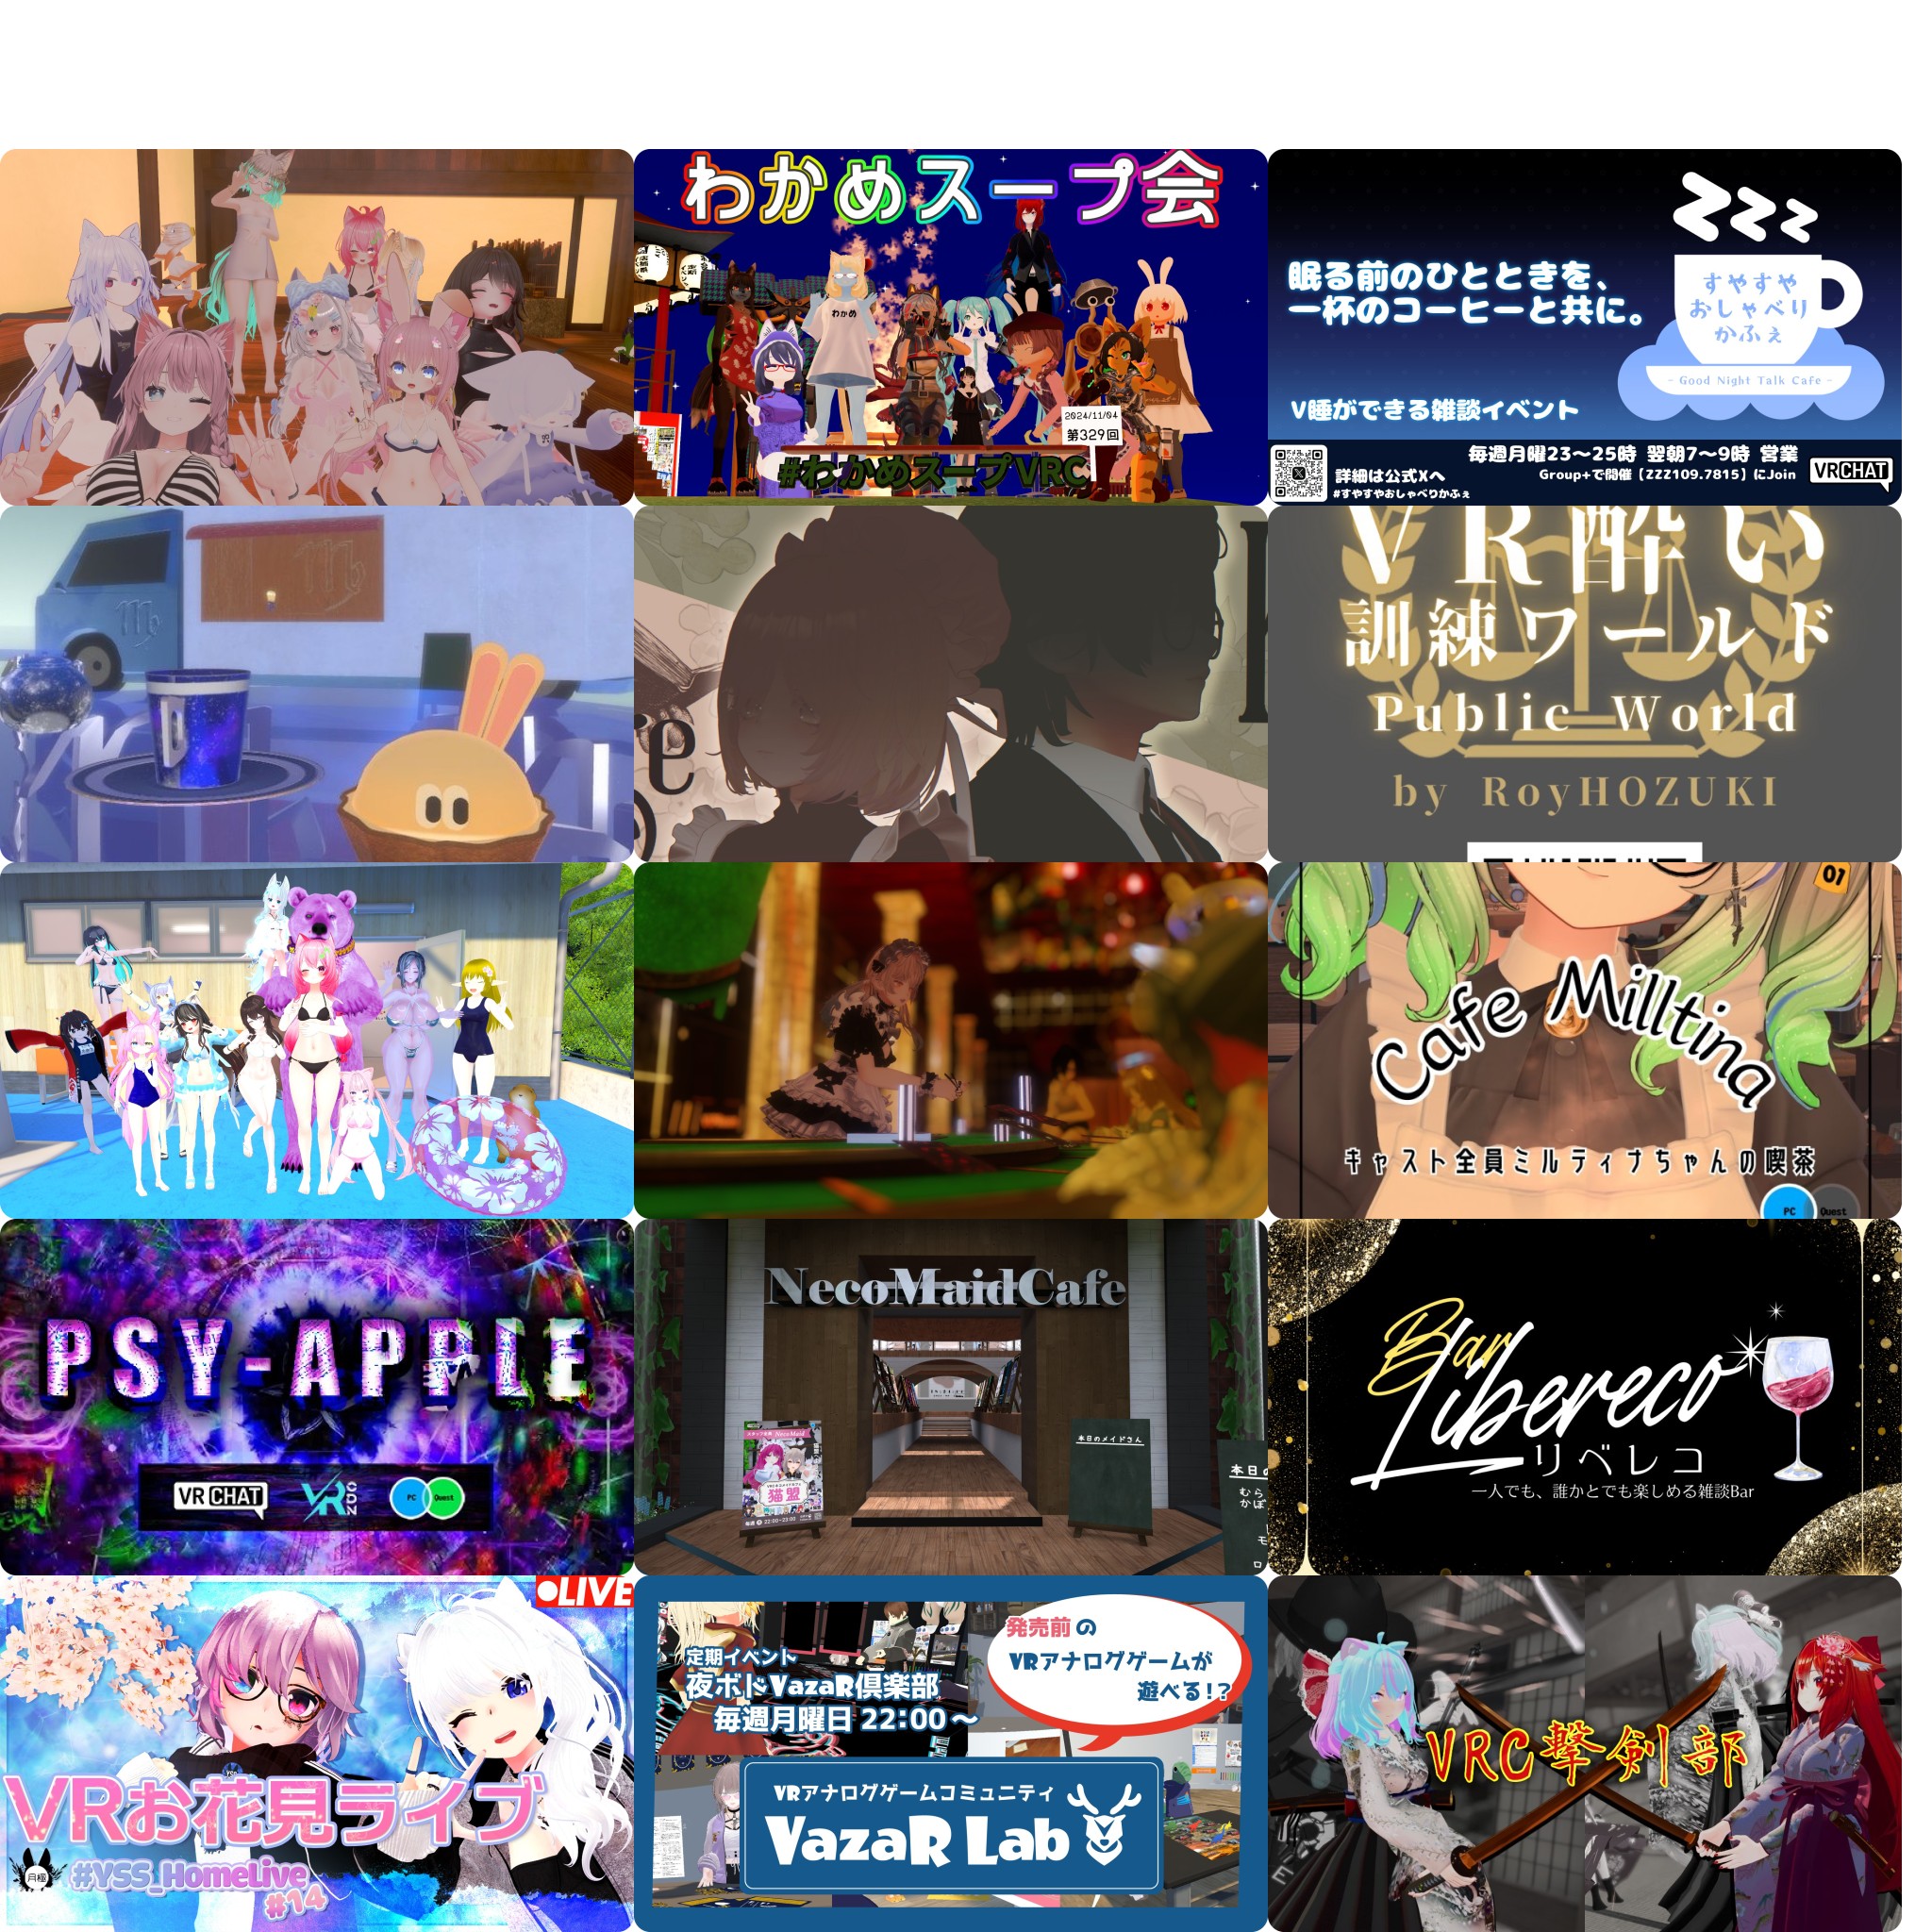 わかめスープ会
わかめ
2024/11/04
第329回
#わかめスープVRC
zzz
眠る前のひとときを、
一杯のコーヒーと共に。
すやすや
おしゃべり
かふぇ
- Good Night Talk Cafe -
V睡ができる雑談イベント
毎週月曜23～25時 翌朝7～9時 営業
Group+で開催【ZZZ109.7815】にJoin
詳細は公式Xへ
#すやすやおしゃべりかふぇ
VRCHAT
VR酔い
訓練ワールド
Public World
by RoyHOZUKI
01
Cafe Milltina
キャスト全員ミルティナちゃんの喫茶
PC
Quest
PSY-APPLE
VRCHAT
PC
Quest
NecoMaidCafe
NecoMaid
猫盟
本日のメイドさん
Bar
Libereco
リベレコ
一人でも、誰かとでも楽しめる雑談Bar
LIVE
VRお花見ライブ
月極
#YSS_HomeLive
#14
定期イベント
夜ボドVazaR倶楽部
毎週月曜日 22:00～
発売前の
VRアナログゲームが
遊べる!?
VRアナログゲームコミュニティ
VazaR Lab
VRC撃剣部